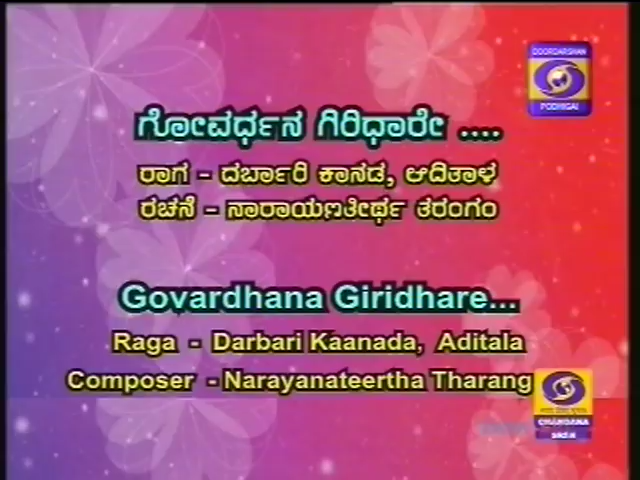 DOORDARSHAN
PODHIGAI
ಗೋವರ್ಧನ ಗಿರಿಧಾರೇ ....
ರಾಗ - ದರ್ಬಾರಿ ಕಾನಡ, ಆದಿತಾಳ
ರಚನೆ - ನಾರಾಯಣತೀರ್ಥ ತರಂಗಂ
Govardhana Giridhare...
Raga - Darbari Kaanada, Aditala
Composer - Narayanateertha Tharang
CHANDANA